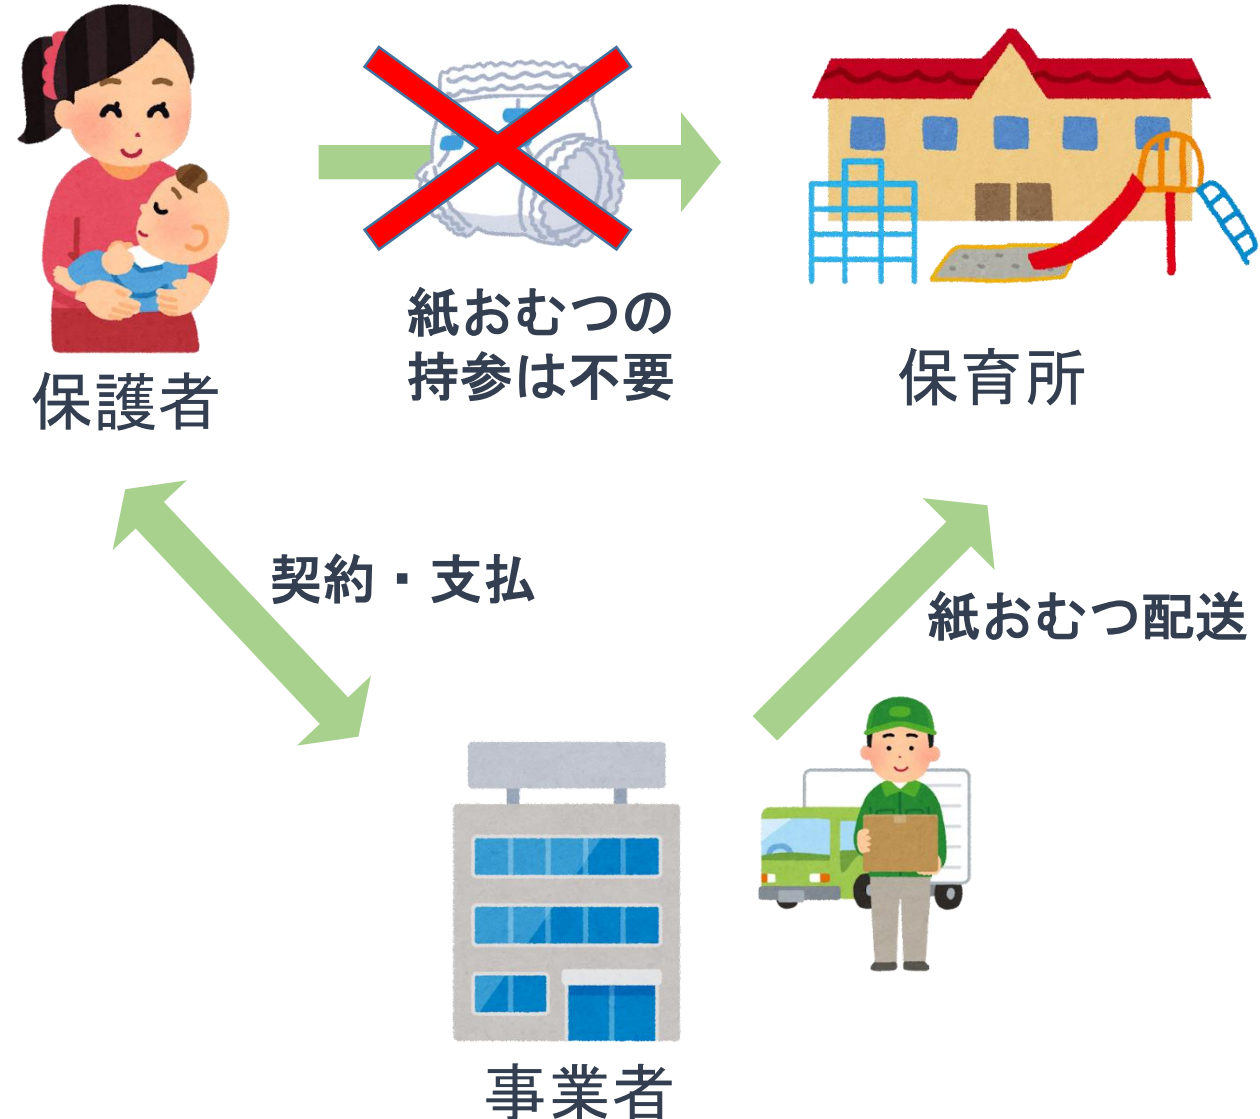 紙おむつの
持参は不要
保護者
保育所
契約・支払
紙おむつ配送
事業者